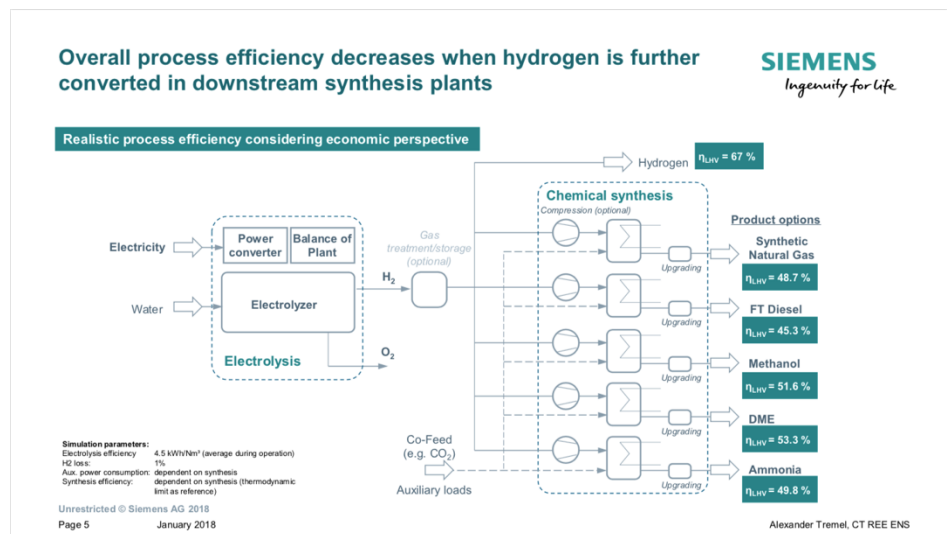 Overall process efficiency decreases when hydrogen is further
converted in downstream synthesis plants
SIEMENS
Ingenuity for life
Realistic process efficiency considering economic perspective
Hydrogen
ηLHV = 67 %
Chemical synthesis
Compression (optional)
Product options
Electricity
Power
converter
Balance of
Plant
Gas
treatment/storage
(optional)
H2
Water
Electrolyzer
O2
Electrolysis
Upgrading
Synthetic
Natural Gas
ηLHV = 48.7 %
Upgrading
FT Diesel
ηLHV = 45.3 %
Upgrading
Methanol
ηLHV = 51.6 %
Upgrading
DME
ηLHV = 53.3 %
Upgrading
Ammonia
ηLHV = 49.8 %
Co-Feed
(e.g. CO2)
Auxiliary loads
Simulation parameters:
Electrolysis efficiency 4.5 kWh/Nm³ (average during operation)
H2 loss: 1%
Aux. power consumption: dependent on synthesis
Synthesis efficiency: dependent on synthesis (thermodynamic
limit as reference)
Unrestricted © Siemens AG 2018
Page 5 January 2018 Alexander Tremel, CT REE ENS